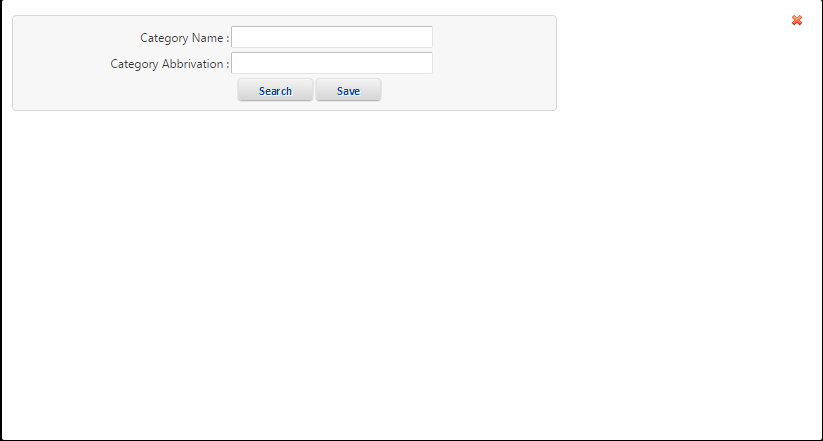 Category Name :
Category Abbrivation :
Search Save